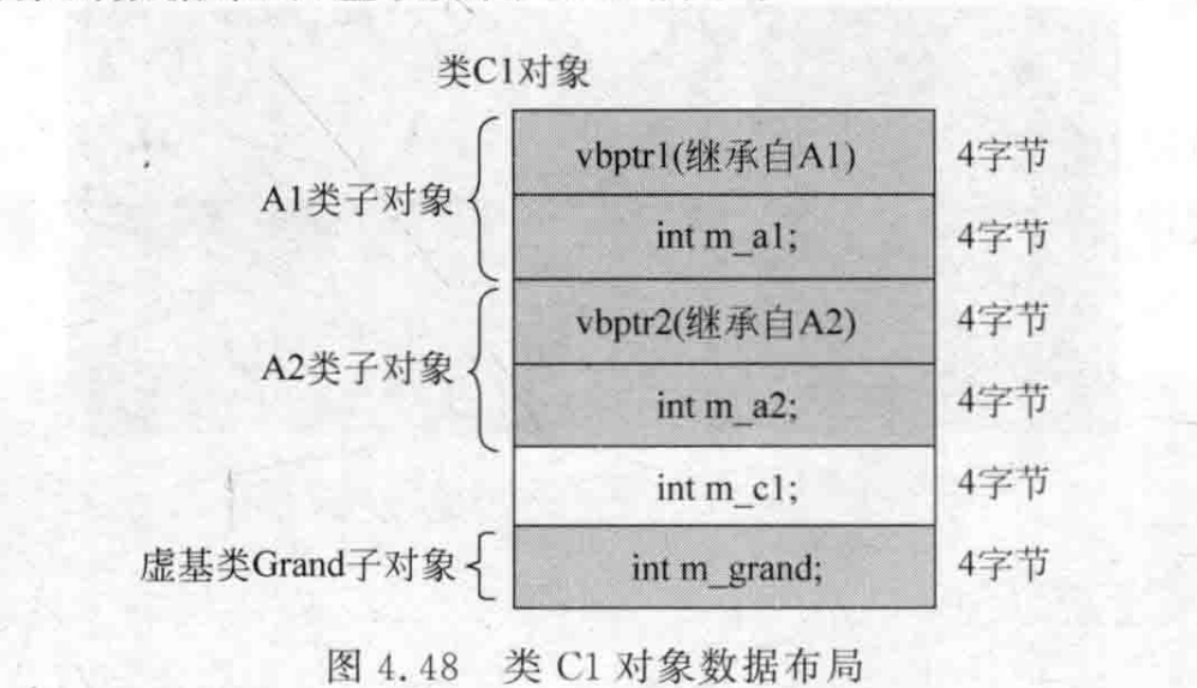 类C1对象
vbptr1(继承自A1) 4字节
A1类子对象
int m_a1; 4字节
vbptr2(继承自A2) 4字节
A2类子对象
int m_a2; 4字节
int m_c1; 4字节
虚基类Grand子对象 int m_grand; 4字节
图 4.48 类 C1 对象数据布局